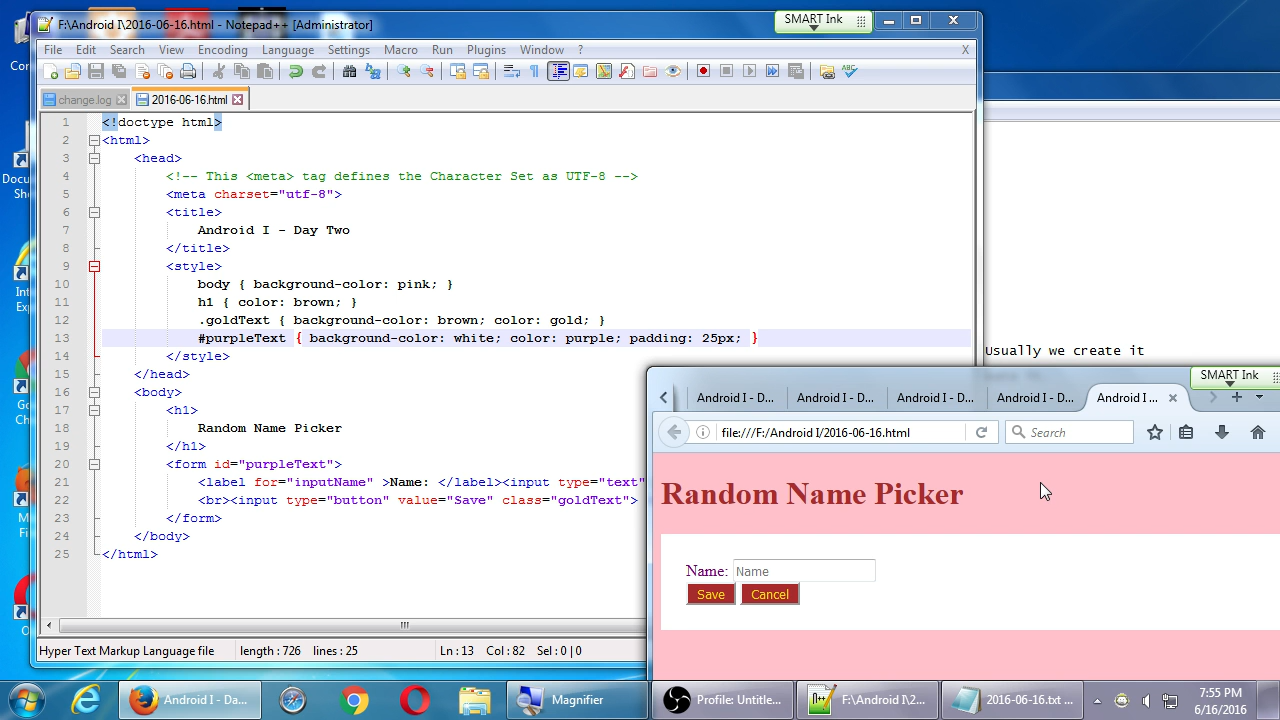 F:\Android I\2016-06-16.html - Notepad++ [Administrator]
SMART Ink
File Edit Search View Encoding Language Settings Macro Run Plugins Window ? X
change.log 2016-06-16.html
1 <!doctype html>
2 <html>
3 <head>
4 <!-- This <meta> tag defines the Character Set as UTF-8 -->
5 <meta charset="utf-8">
6 <title>
7 Android I - Day Two
8 </title>
9 <style>
10 body { background-color: pink; }
11 h1 { color: brown; }
12 .goldText { background-color: brown; color: gold; }
13 #purpleText { background-color: white; color: purple; padding: 25px; }
14 </style>
15 </head>
16 <body>
17 <h1>
18 Random Name Picker
19 </h1>
20 <form id="purpleText">
21 <label for="inputName" >Name: </label><input type="text"
22 <br><input type="button" value="Save" class="goldText">
23 </form>
24 </body>
25 </html>
Hyper Text Markup Language file length : 726 lines : 25 Ln : 13 Col : 82 Sel : 0 | 0
Usually we create it
SMART Ink
Android I - D... Android I - D... Android I - D... Android I - D... Android I ...
file:///F:/Android I/2016-06-16.html Search
Random Name Picker
Name: Name
Save Cancel
Android I - Da... Magnifier Profile: Untitle... F:\Android I\2... 2016-06-16.txt ...
7:55 PM
6/16/2016